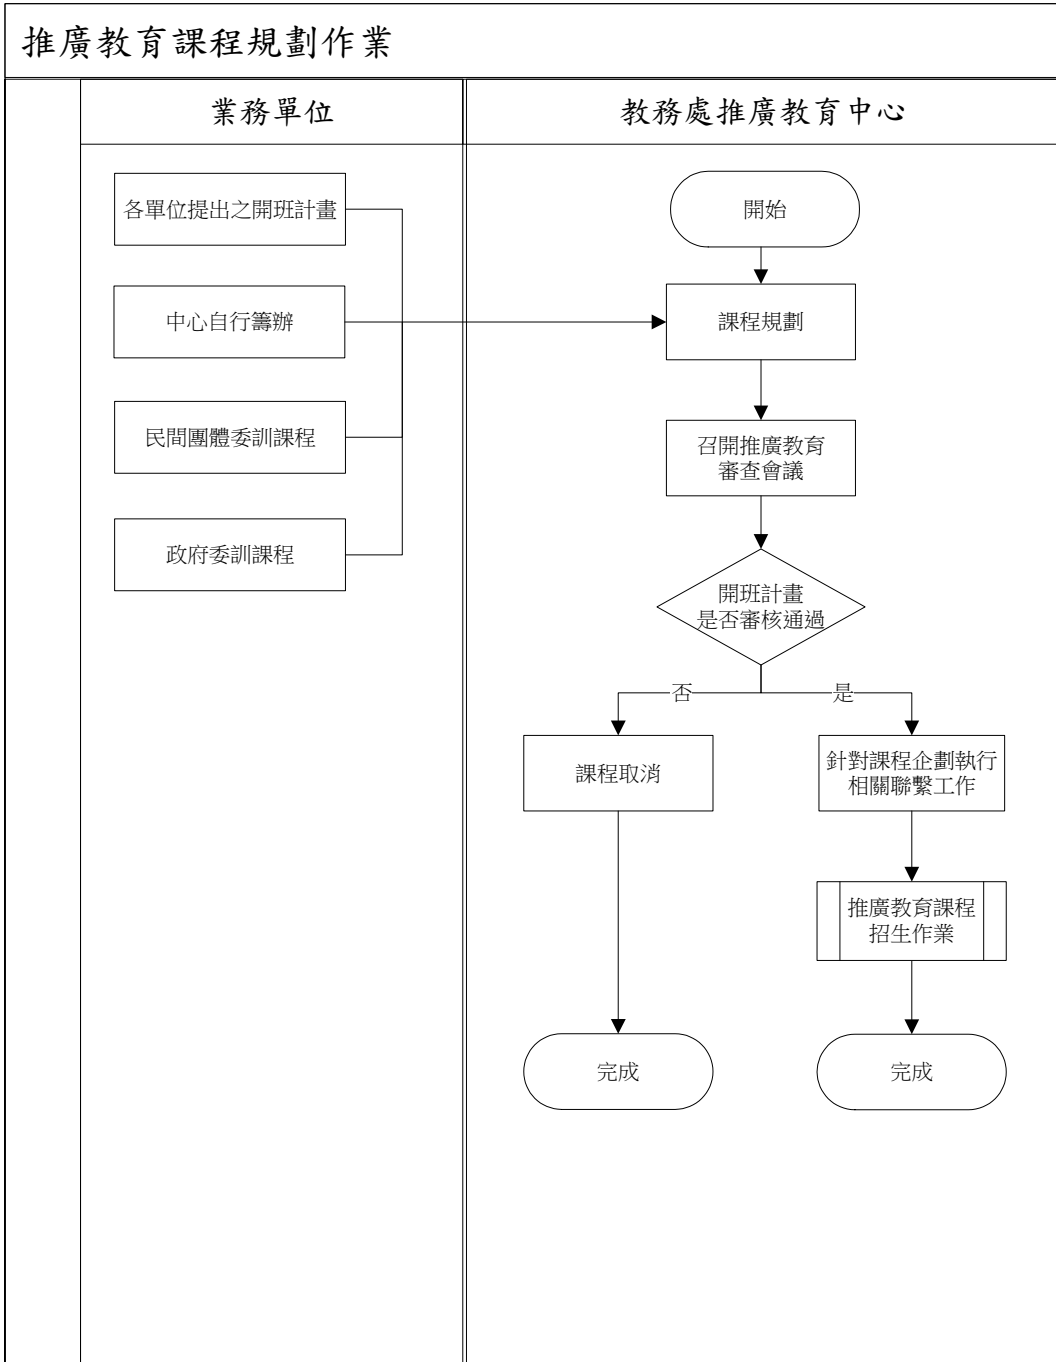 推廣教育課程規劃作業
業務單位
教務處推廣教育中心
各單位提出之開班計畫
中心自行籌辦
民間團體委訓課程
政府委訓課程
開始
課程規劃
召開推廣教育
審查會議
開班計畫
是否審核通過
否
是
課程取消
針對課程企劃執行
相關聯繫工作
推廣教育課程
招生作業
完成
完成